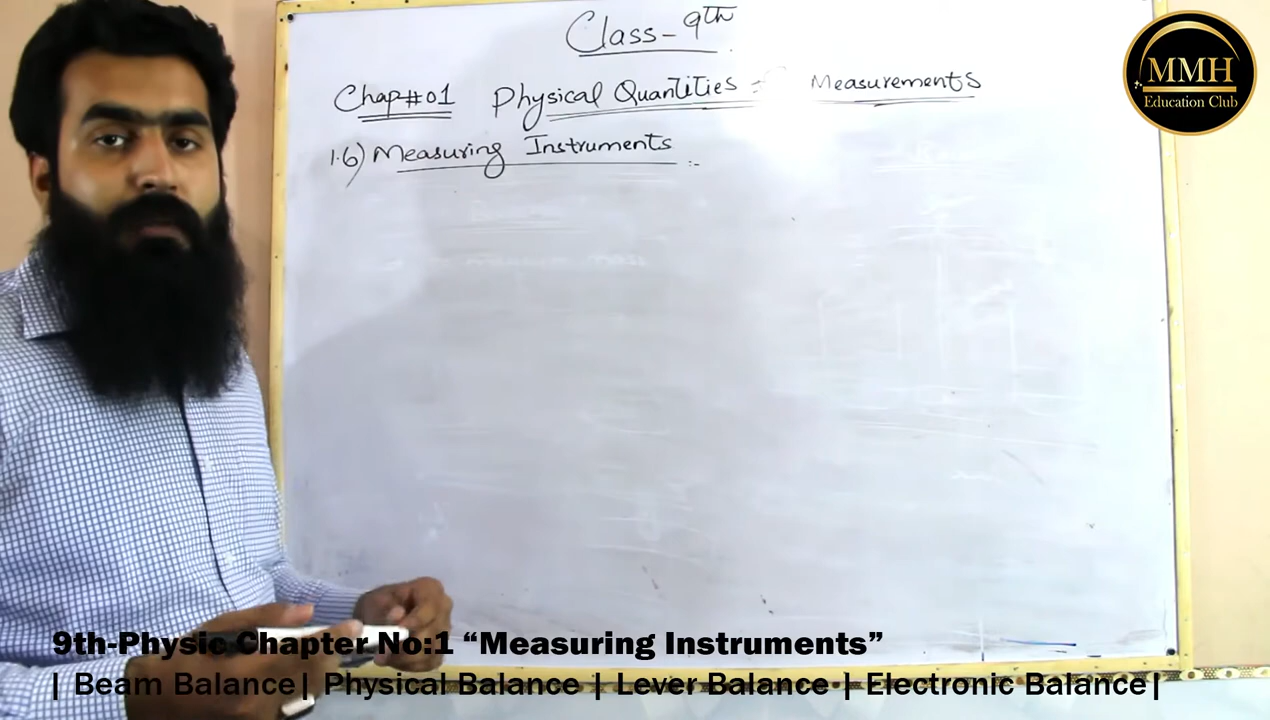 Class-9th
Chap#01 Physical Quantities Measurements
1.6) Measuring Instruments :-
MMH
Education Club
9th-Physic Chapter No:1 “Measuring Instruments”
| Beam Balance| Physical Balance | Lever Balance | Electronic Balance|